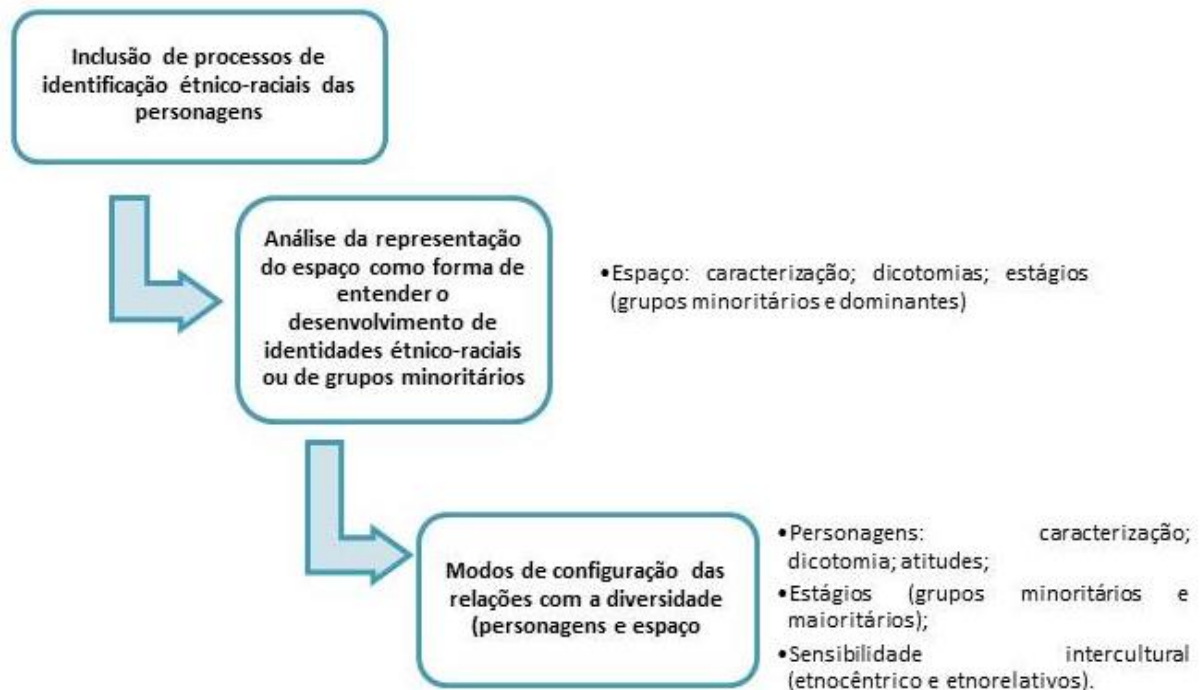 Inclusão de processos de
identificação étnico-raciais das
personagens
Análise da representação
do espaço como forma de
entender o
desenvolvimento de
identidades étnico-raciais
ou de grupos minoritários
•Espaço: caracterização; dicotomias; estágios
(grupos minoritários e dominantes)
Modos de configuração das
relações com a diversidade
(personagens e espaço
•Personagens: caracterização;
dicotomia; atitudes;
•Estágios (grupos minoritários e
maioritários);
•Sensibilidade intercultural
(etnocêntrico e etnorelativos).